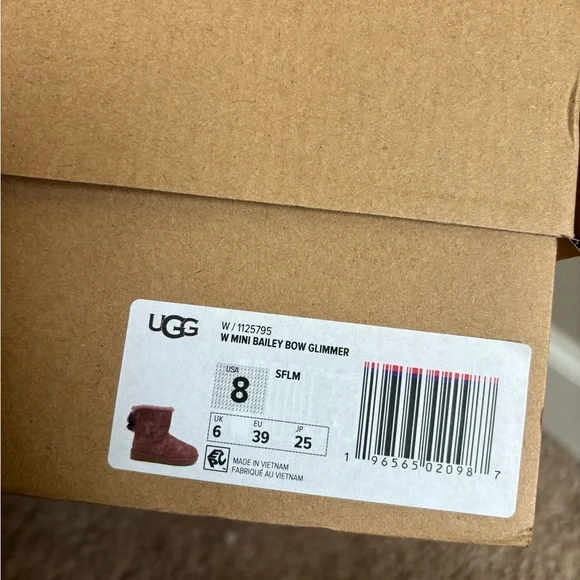 UGG
W / 1125795
W MINI BAILEY BOW GLIMMER
USA
8
SFLM
UK
6
EU
39
JP
25
MADE IN VIETNAM
FABRIQUÉ AU VIETNAM
1 96565 02098 7